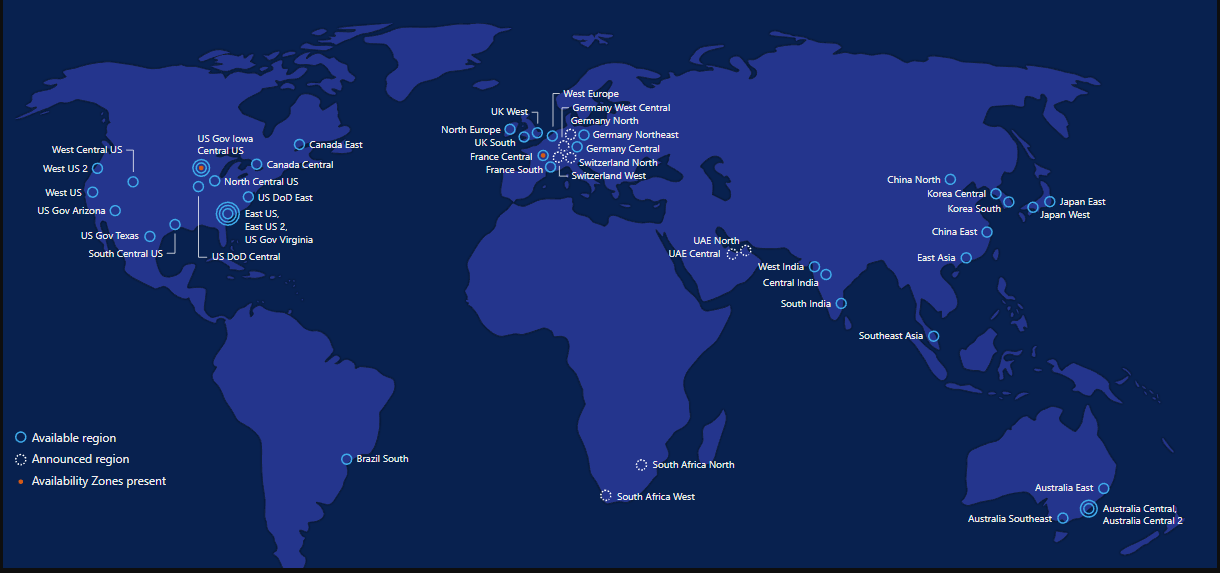 West Europe
Germany West Central
UK West
Germany North
North Europe
Germany Northeast
US Gov Iowa
Central US
UK South
Canada East
West Central US
Germany Central
France Central
Switzerland North
Canada Central
West US 2
France South
Switzerland West
North Central US
China North
West US
Korea Central
US DoD East
Japan East
US Gov Arizona
Korea South
East US,
East US 2,
US Gov Virginia
Japan West
US Gov Texas
China East
UAE North
South Central US
UAE Central
US DoD Central
East Asia
West India
Central India
South India
Southeast Asia
Available region
Announced region
Availability Zones present
Brazil South
South Africa North
South Africa West
Australia East
Australia Central,
Australia Central 2
Australia Southeast